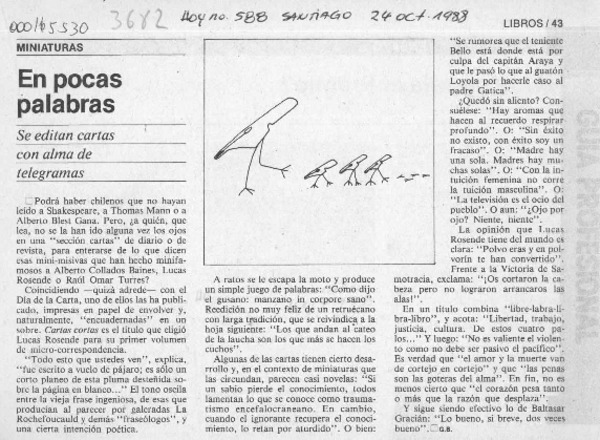 000165530
3682
Hoy no. 588 SANTIAGO 24 oct. 1988
LIBROS / 43
MINIATURAS
En pocas
palabras
Se editan cartas
con alma de
telegramas
□Podrá haber chilenos que no hayan
leído a Shakespeare, a Thomas Mann o a
Alberto Blest Gana. Pero, ¿a quién, que
lea, no se la han ido alguna vez los ojos
en una "sección cartas" de diario o de
revista, para enterarse de lo que dicen
esas mini-misivas que han hecho minifa-
mosos a Alberto Collados Baines, Lucas
Rosende o Raúl Omar Turres?
Coincidiendo —quizá adrede— con el
Día de la Carta, uno de ellos las ha publi-
cado, impresas en papel de envolver y,
naturalmente, "encuadernadas" en un
sobre. Cartas cortas es el título que eligió
Lucas Rosende para su primer volumen
de micro-correspondencia.
"Todo esto que ustedes ven", explica,
"fue escrito a vuelo de pájaro; es sólo un
corto planeo de esta pluma desteñida so-
bre la página en blanco..." El tono oscila
entre la vieja frase ingeniosa, de esas que
producían al parecer por galeradas La
Rochefoucauld y demás "fraseólogos", y
una cierta intención poética.
A ratos se le escapa la moto y produce
un simple juego de palabras: "Como dijo
el gusano: manzano in corpore sano".
Reedición no muy feliz de un retruécano
con larga tradición, que se reivindica a la
hoja siguiente: "Los que andan al cateo
de la laucha son los que más se hacen los
cuchos".
Algunas de las cartas tienen cierto desa-
rrollo y, en el contexto de miniaturas que
las circundan, parecen casi novelas: "Si
un sabio pierde el conocimiento, todos
lamentan lo que se conoce como trauma-
tismo encefalocraneano. En cambio,
cuando el ignorante recupera el conoci-
miento, lo retan por atordido". O bien:
"Se rumorea que el teniente
Bello está donde está por
culpa del capitán Araya y
que le pasó lo que al guatón
Loyola por hacerle caso al
padre Gatica".
¿Quedó sin aliento? Con-
suélese: "Hay aromas que
hacen al recuerdo respirar
profundo". O: "Sin éxito
no existo, con éxito soy un
fracaso". O: "Madre hay
una sola. Madres hay mu-
chas solas". O: "Con la in-
tuición femenina no corre
la tuición masculina". O:
"La televisión es el ocio del
pueblo". O aun: "¿Ojo por
ojo? Niente, niente".
La opinión que Lucas
Rosende tiene del mundo es
clara: "Polvo eras y en pol-
vorín te han convertido".
Frente a la Victoria de Sa-
motracia, exclama: "¡Os cortaron la ca-
beza pero no lograron arrancaros las
alas!".
En un título combina "libre-labra-li-
bra-libro", y acota: "Libertad, trabajo,
justicia, cultura. De estos cuatro pa-
los..." Y luego: "No es valiente el violen-
to como no debe ser pasivo el pacífico".
Es verdad que "el amor y la muerte van
de cortejo en cortejo" y que "las penas
son las goteras del alma". En fin, no es
menos cierto que "el corazón pesa tanto
o más que la razón que desplaza".
Y sigue siendo efectivo lo de Baltasar
Gracián: "Lo bueno, si breve, dos veces
bueno". □G.B.